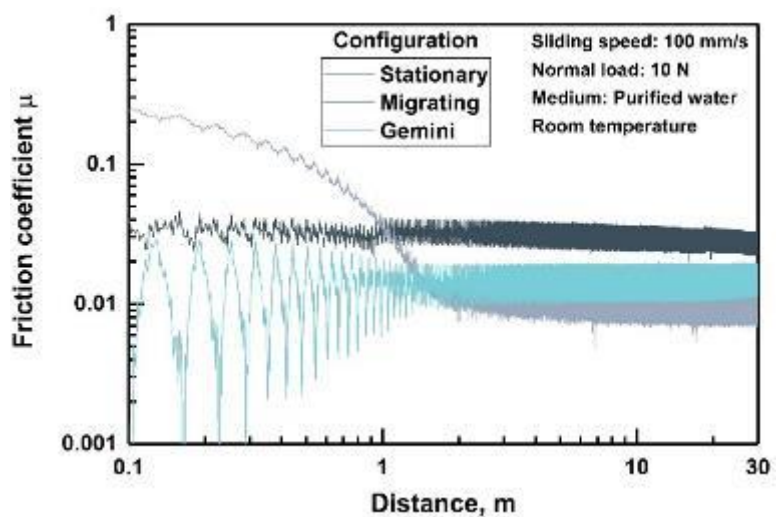 Configuration
Stationary
Migrating
Gemini
Sliding speed: 100 mm/s
Normal load: 10 N
Medium: Purified water
Room temperature
Friction coefficient μ
1
0.1
0.01
0.001
0.1
1
10
30
Distance, m